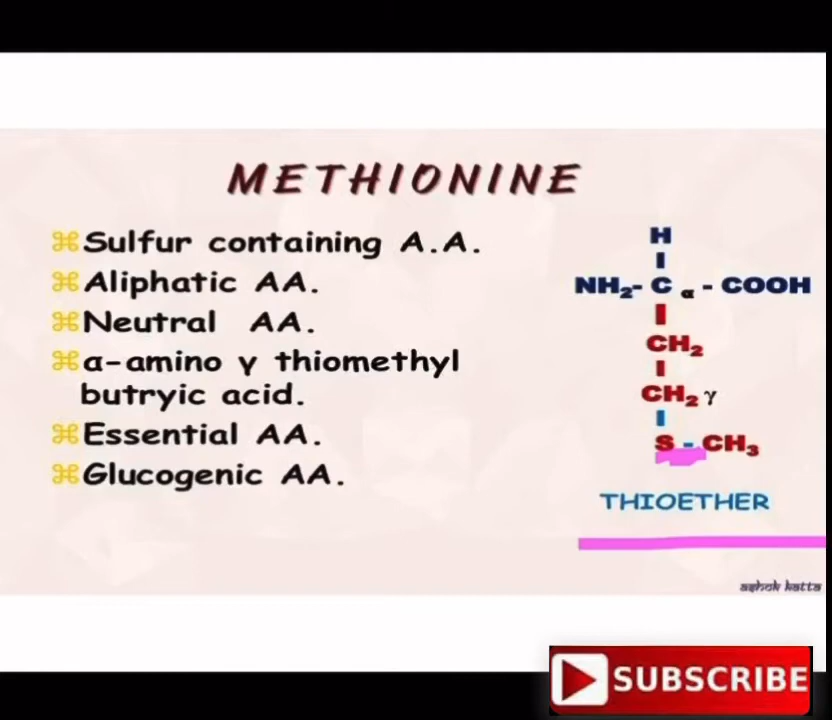 METHIONINE
⌘Sulfur containing A.A.
⌘Aliphatic AA.
⌘Neutral AA.
⌘α-amino γ thiomethyl
butryic acid.
⌘Essential AA.
⌘Glucogenic AA.
H
NH₂- C α - COOH
CH₂
CH₂ γ
S - CH₃
THIOETHER
ashok katta
SUBSCRIBE